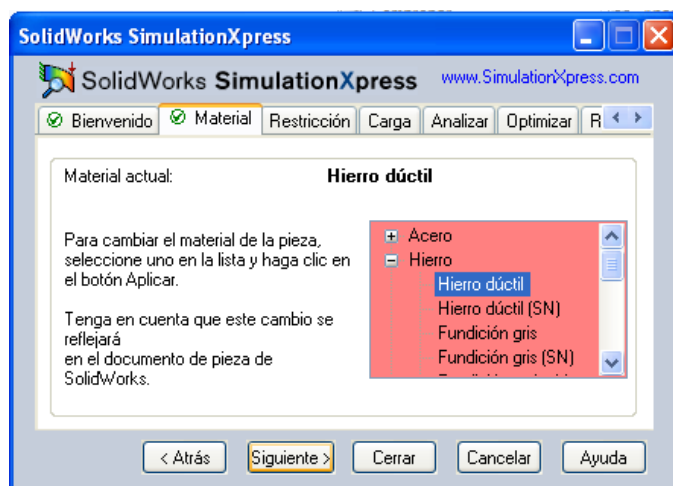 SolidWorks SimulationXpress
SolidWorks SimulationXpress www.SimulationXpress.com
Bienvenido Material Restricción Carga Analizar Optimizar R
Material actual: Hierro dúctil
Para cambiar el material de la pieza,
seleccione uno en la lista y haga clic en
el botón Aplicar.
Tenga en cuenta que este cambio se
reflejará
en el documento de pieza de
SolidWorks.
Acero
Hierro
Hierro dúctil
Hierro dúctil (SN)
Fundición gris
Fundición gris (SN)
< Atrás Siguiente > Cerrar Cancelar Ayuda